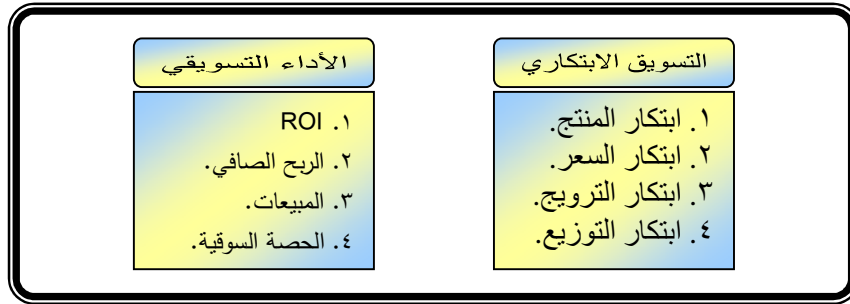 التسويق الابتكاري
١. ابتكار المنتج.
٢. ابتكار السعر.
٣. ابتكار الترويج.
٤. ابتكار التوزيع.
الأداء التسويقي
١. ROI
٢. الربح الصافي.
٣. المبيعات.
٤. الحصة السوقية.